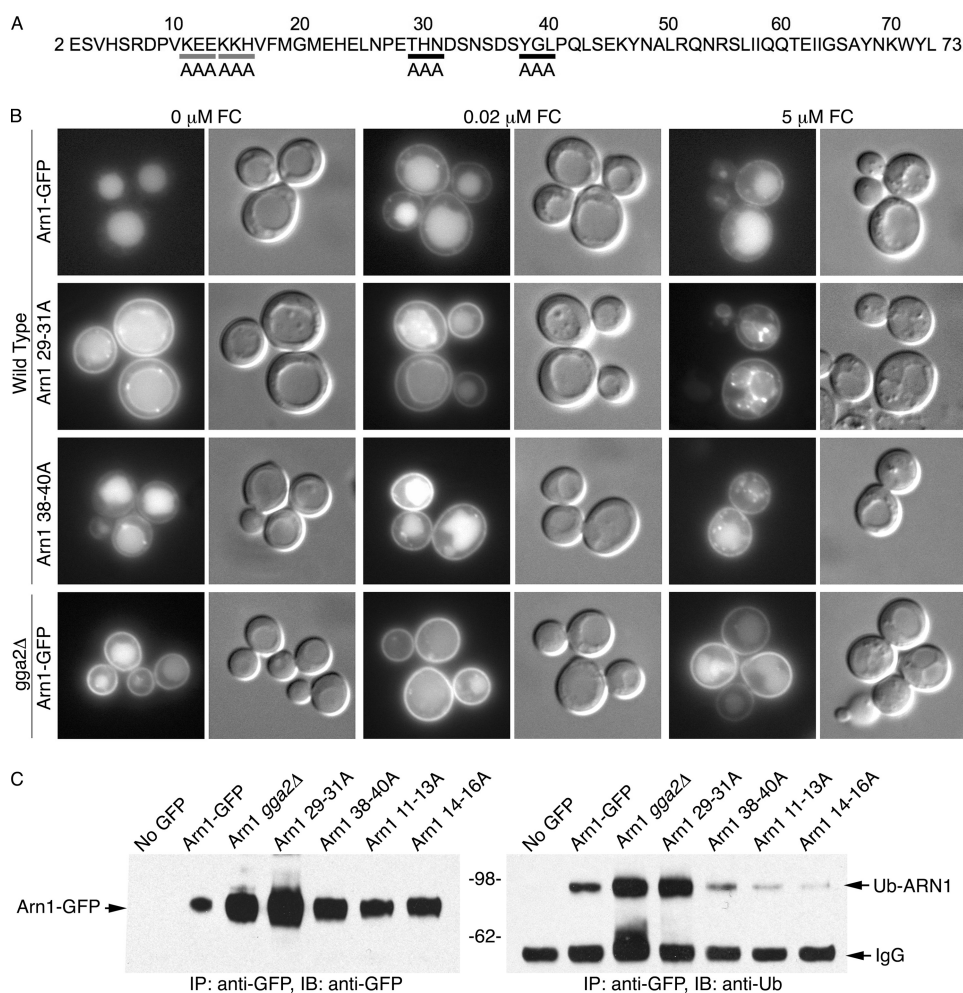 A
10 20 30 40 50 60 70
2 ESVHSRDPVKEEKKHVFMGMEHELNPETHNDSNSDSYGLPQLSEKYNALRQNRSLIIQQTEIIGSAYNKWYL 73
AAA AAA AAA AAA
B
0 µM FC 0.02 µM FC 5 µM FC
Wild Type
Arn1-GFP
Arn1 29-31A
Arn1 38-40A
gga2Δ
Arn1-GFP
C
No GFP Arn1-GFP Arn1 gga2Δ Arn1 29-31A Arn1 38-40A Arn1 11-13A Arn1 14-16A
No GFP Arn1-GFP Arn1 gga2Δ Arn1 29-31A Arn1 38-40A Arn1 11-13A Arn1 14-16A
Arn1-GFP
-98-
-62-
Ub-ARN1
IgG
IP: anti-GFP, IB: anti-GFP
IP: anti-GFP, IB: anti-Ub